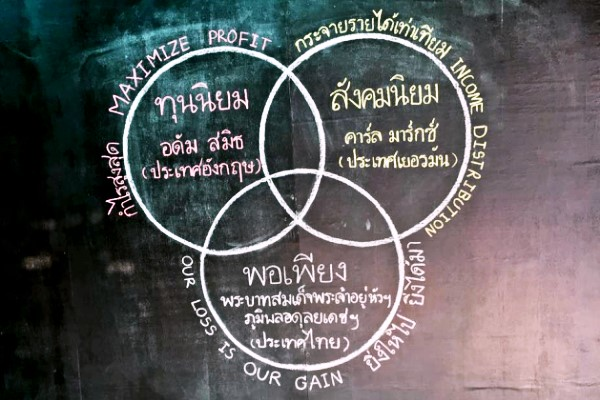 กำไรสูงสุด MAXIMIZE PROFIT
ทุนนิยม
อดัม สมิธ
(ประเทศอังกฤษ)
กระจายรายได้เท่าเทียม INCOME DISTRIBUTION
สังคมนิยม
คาร์ล มาร์กซ์
(ประเทศเยอรมัน)
พอเพียง
พระบาทสมเด็จพระเจ้าอยู่หัวฯ
ภูมิพลอดุลยเดชฯ
(ประเทศไทย)
OUR LOSS IS OUR GAIN
ยิ่งให้ไป ยิ่งได้มา